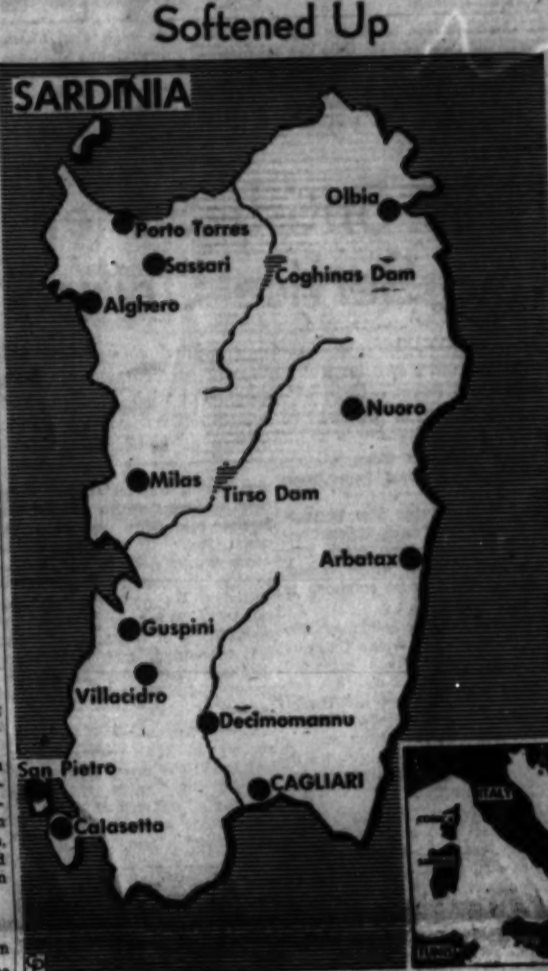 Softened Up
SARDINIA
Olbia
Porto Torres
Sassari
Coghinas Dam
Alghero
Nuoro
Milas
Tirso Dam
Arbatax
Guspini
Villacidro
Decimomannu
San Pietro
CAGLIARI
Calasetta
ITALY